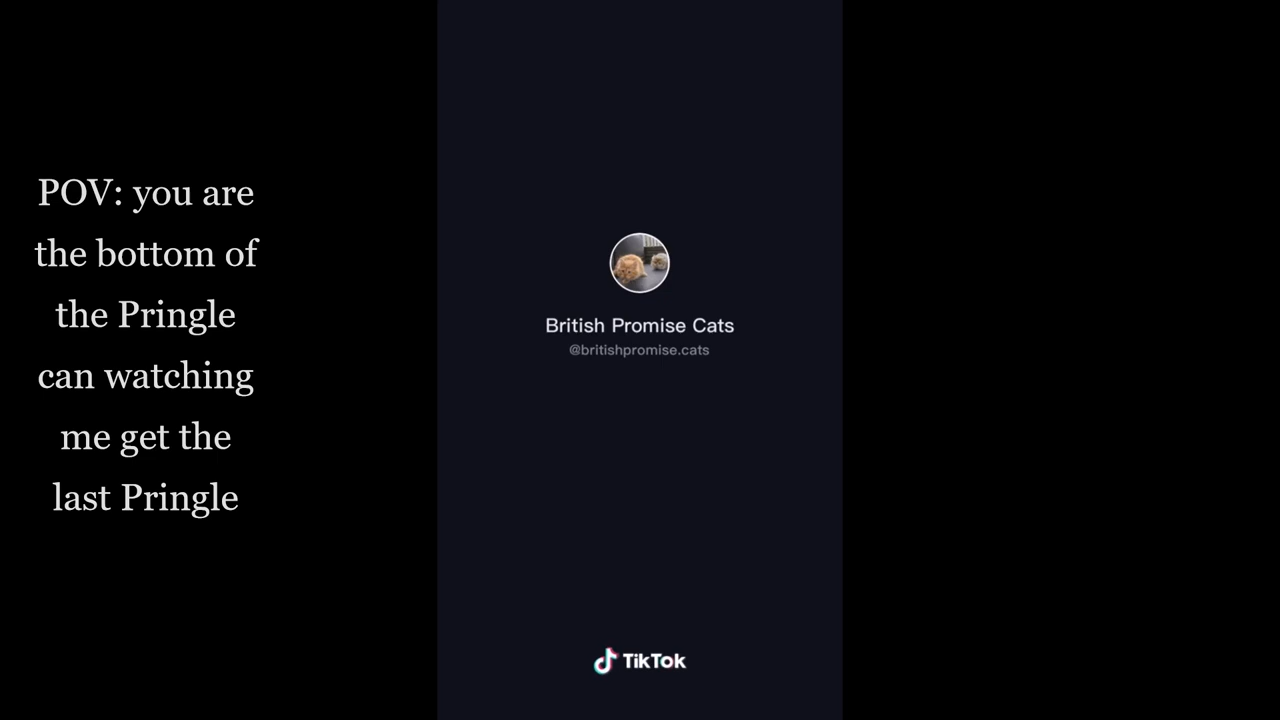 POV: you are
the bottom of
the Pringle
can watching
me get the
last Pringle
British Promise Cats
@britishpromise.cats
TikTok